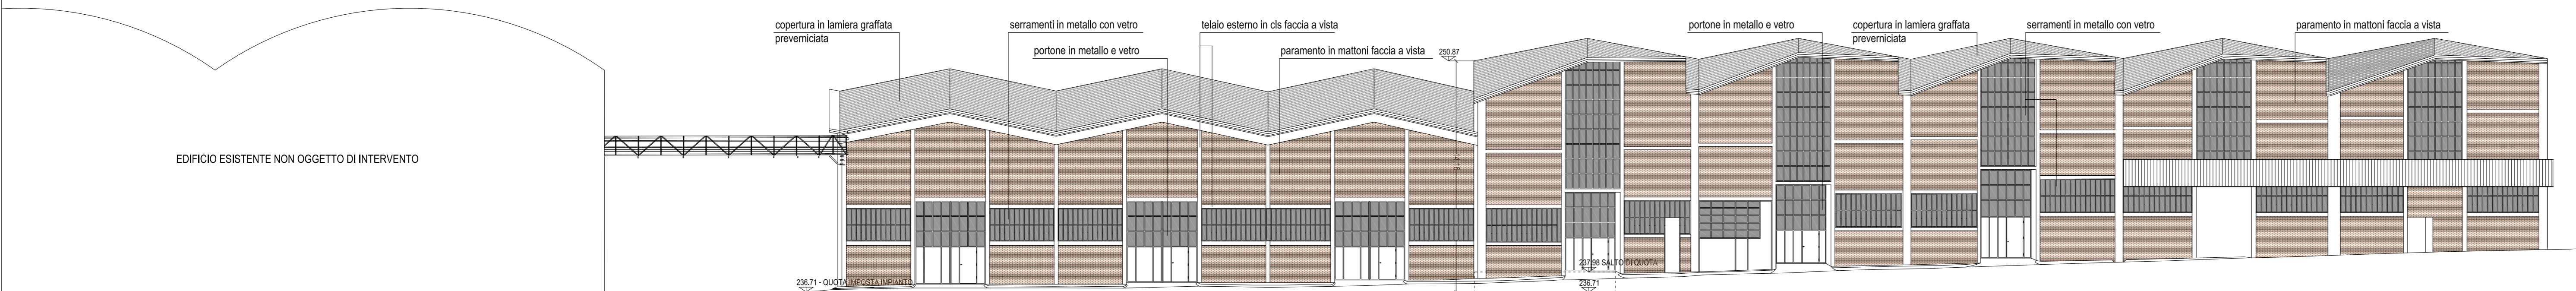 copertura in lamiera graffata
preverniciata
serramenti in metallo con vetro
portone in metallo e vetro
telaio esterno in cls faccia a vista
paramento in mattoni faccia a vista
250.87
portone in metallo e vetro
copertura in lamiera graffata
preverniciata
serramenti in metallo con vetro
paramento in mattoni faccia a vista
EDIFICIO ESISTENTE NON OGGETTO DI INTERVENTO
14.16
237.98 SALTO DI QUOTA
236.71 - QUOTA IMPOSTA IMPIANTO
236.71